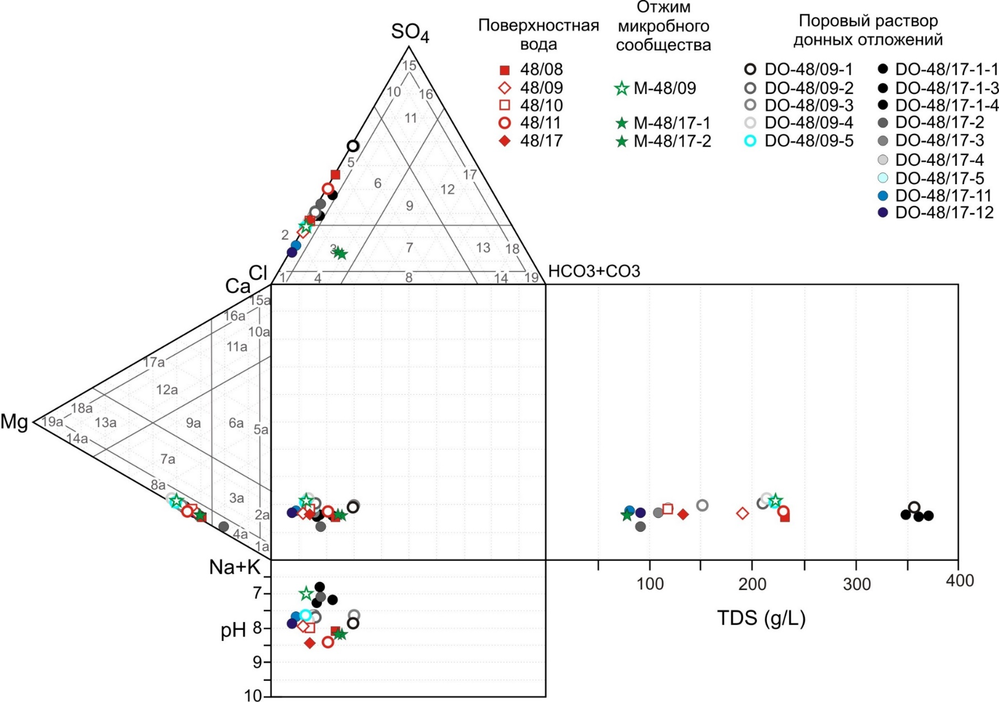 SO4
Поверхностная
вода
48/08
48/09
48/10
48/11
48/17
Отжим
микробного
сообщества
M-48/09
M-48/17-1
M-48/17-2
Поровый раствор
донных отложений
DO-48/09-1
DO-48/09-2
DO-48/09-3
DO-48/09-4
DO-48/09-5
DO-48/17-1-1
DO-48/17-1-3
DO-48/17-1-4
DO-48/17-2
DO-48/17-3
DO-48/17-4
DO-48/17-5
DO-48/17-11
DO-48/17-12
15
10 16
11
5 17
6 12
9
2
3 7 13 18
Cl HCO3+CO3
1 4 8 14 19
Ca
15a
16a
10a
11a
17a
12a
18a
Mg 19a 13a 9a 6a 5a
14a
7a
8a
3a
2a
4a
1a
Na+K
7
pH 8
9
10
100 200 300 400
TDS (g/L)